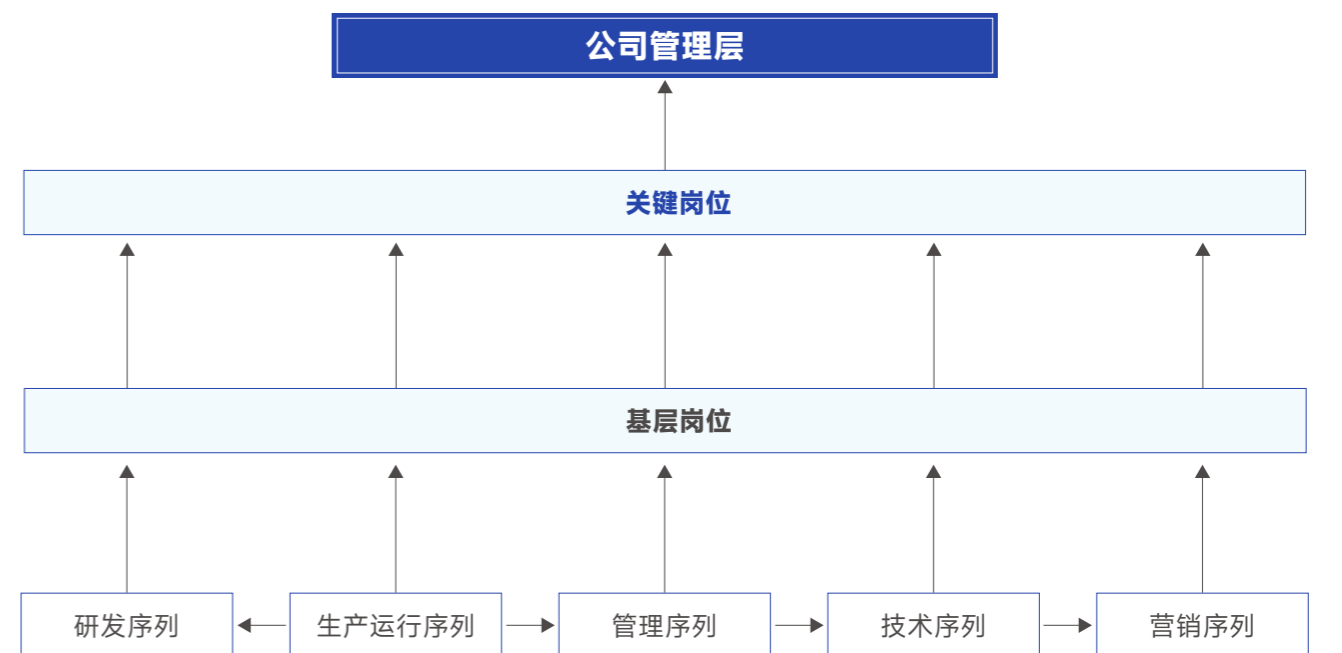 公司管理层
关键岗位
基层岗位
研发序列
生产运行序列
管理序列
技术序列
营销序列